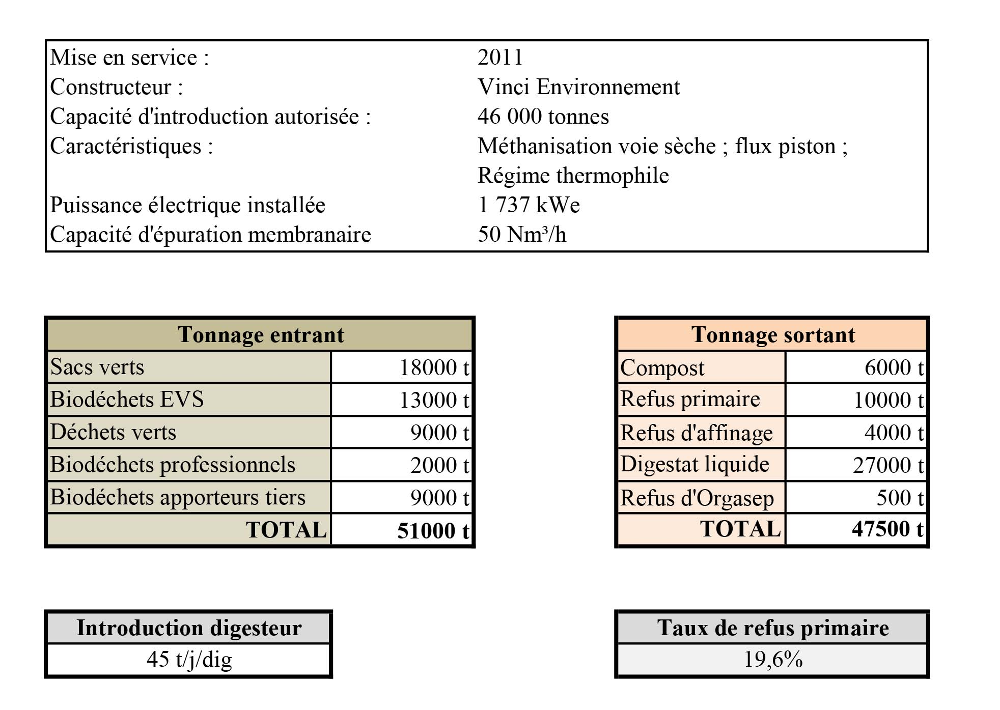 Mise en service : 2011
Constructeur : Vinci Environnement
Capacité d'introduction autorisée : 46 000 tonnes
Caractéristiques : Méthanisation voie sèche ; flux piston ;
Régime thermophile
Puissance électrique installée 1 737 kWe
Capacité d'épuration membranaire 50 Nm³/h
Tonnage entrant
Sacs verts 18000 t
Biodéchets EVS 13000 t
Déchets verts 9000 t
Biodéchets professionnels 2000 t
Biodéchets apporteurs tiers 9000 t
TOTAL 51000 t
Tonnage sortant
Compost 6000 t
Refus primaire 10000 t
Refus d'affinage 4000 t
Digestat liquide 27000 t
Refus d'Orgasep 500 t
TOTAL 47500 t
Introduction digesteur
45 t/j/dig
Taux de refus primaire
19,6%